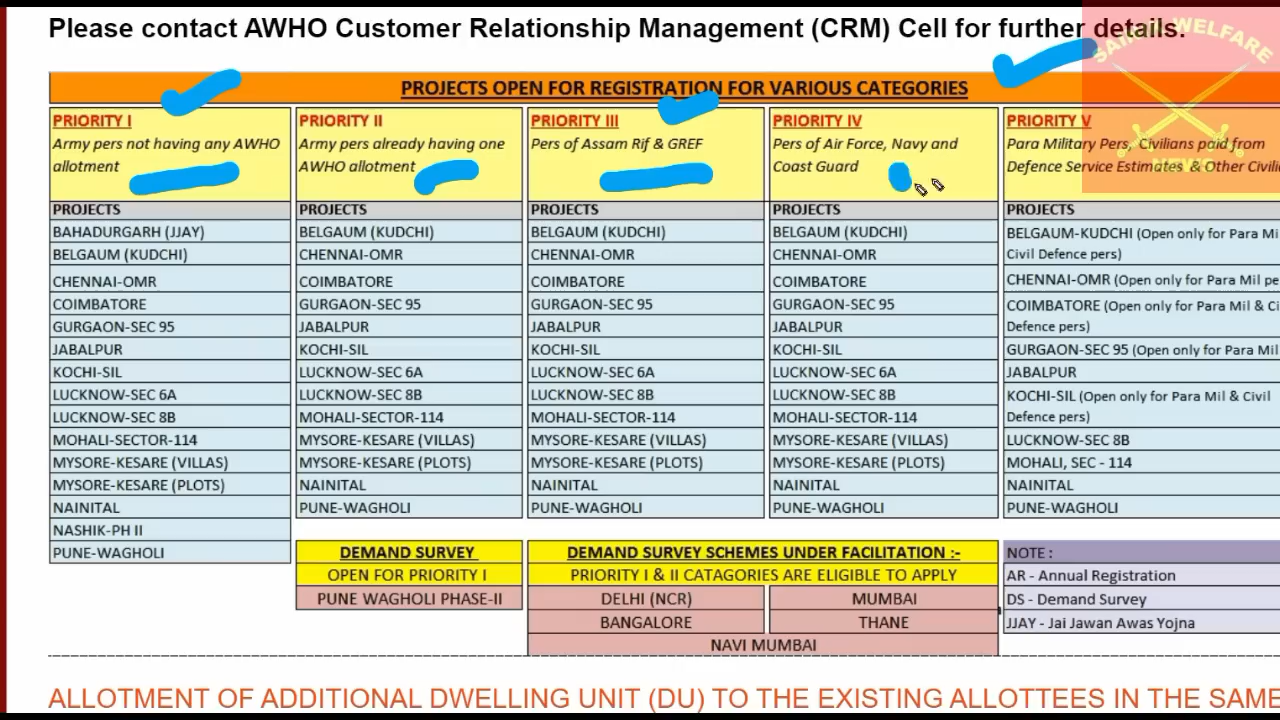 Please contact AWHO Customer Relationship Management (CRM) Cell for further details.
SAINIK WELFARE
NEWS
PROJECTS OPEN FOR REGISTRATION FOR VARIOUS CATEGORIES
PRIORITY I
Army pers not having any AWHO
allotment
PROJECTS
BAHADURGARH (JJAY)
BELGAUM (KUDCHI)
CHENNAI-OMR
COIMBATORE
GURGAON-SEC 95
JABALPUR
KOCHI-SIL
LUCKNOW-SEC 6A
LUCKNOW-SEC 8B
MOHALI-SECTOR-114
MYSORE-KESARE (VILLAS)
MYSORE-KESARE (PLOTS)
NAINITAL
NASHIK-PH II
PUNE-WAGHOLI
PRIORITY II
Army pers already having one
AWHO allotment
PROJECTS
BELGAUM (KUDCHI)
CHENNAI-OMR
COIMBATORE
GURGAON-SEC 95
JABALPUR
KOCHI-SIL
LUCKNOW-SEC 6A
LUCKNOW-SEC 8B
MOHALI-SECTOR-114
MYSORE-KESARE (VILLAS)
MYSORE-KESARE (PLOTS)
NAINITAL
PUNE-WAGHOLI
PRIORITY III
Pers of Assam Rif & GREF
PROJECTS
BELGAUM (KUDCHI)
CHENNAI-OMR
COIMBATORE
GURGAON-SEC 95
JABALPUR
KOCHI-SIL
LUCKNOW-SEC 6A
LUCKNOW-SEC 8B
MOHALI-SECTOR-114
MYSORE-KESARE (VILLAS)
MYSORE-KESARE (PLOTS)
NAINITAL
PUNE-WAGHOLI
PRIORITY IV
Pers of Air Force, Navy and
Coast Guard
PROJECTS
BELGAUM (KUDCHI)
CHENNAI-OMR
COIMBATORE
GURGAON-SEC 95
JABALPUR
KOCHI-SIL
LUCKNOW-SEC 6A
LUCKNOW-SEC 8B
MOHALI-SECTOR-114
MYSORE-KESARE (VILLAS)
MYSORE-KESARE (PLOTS)
NAINITAL
PUNE-WAGHOLI
PRIORITY V
Para Military Pers, Civilians paid from
Defence Service Estimates & Other
PROJECTS
BELGAUM-KUDCHI (Open only for Para
Civil Defence pers)
CHENNAI-OMR (Open only for Para Mil
COIMBATORE (Open only for Para Mil &
Defence pers)
GURGAON-SEC 95 (Open only for Para Mil
JABALPUR
KOCHI-SIL (Open only for Para Mil & Civil
Defence pers)
LUCKNOW-SEC 8B
MOHALI, SEC - 114
NAINITAL
PUNE-WAGHOLI
DEMAND SURVEY
OPEN FOR PRIORITY I
PUNE WAGHOLI PHASE-II
DEMAND SURVEY SCHEMES UNDER FACILITATION :-
PRIORITY I & II CATAGORIES ARE ELIGIBLE TO APPLY
DELHI (NCR) MUMBAI
BANGALORE THANE
NAVI MUMBAI
NOTE :
AR - Annual Registration
DS - Demand Survey
JJAY - Jai Jawan Awas Yojna
ALLOTMENT OF ADDITIONAL DWELLING UNIT (DU) TO THE EXISTING ALLOTTEES IN THE SAME